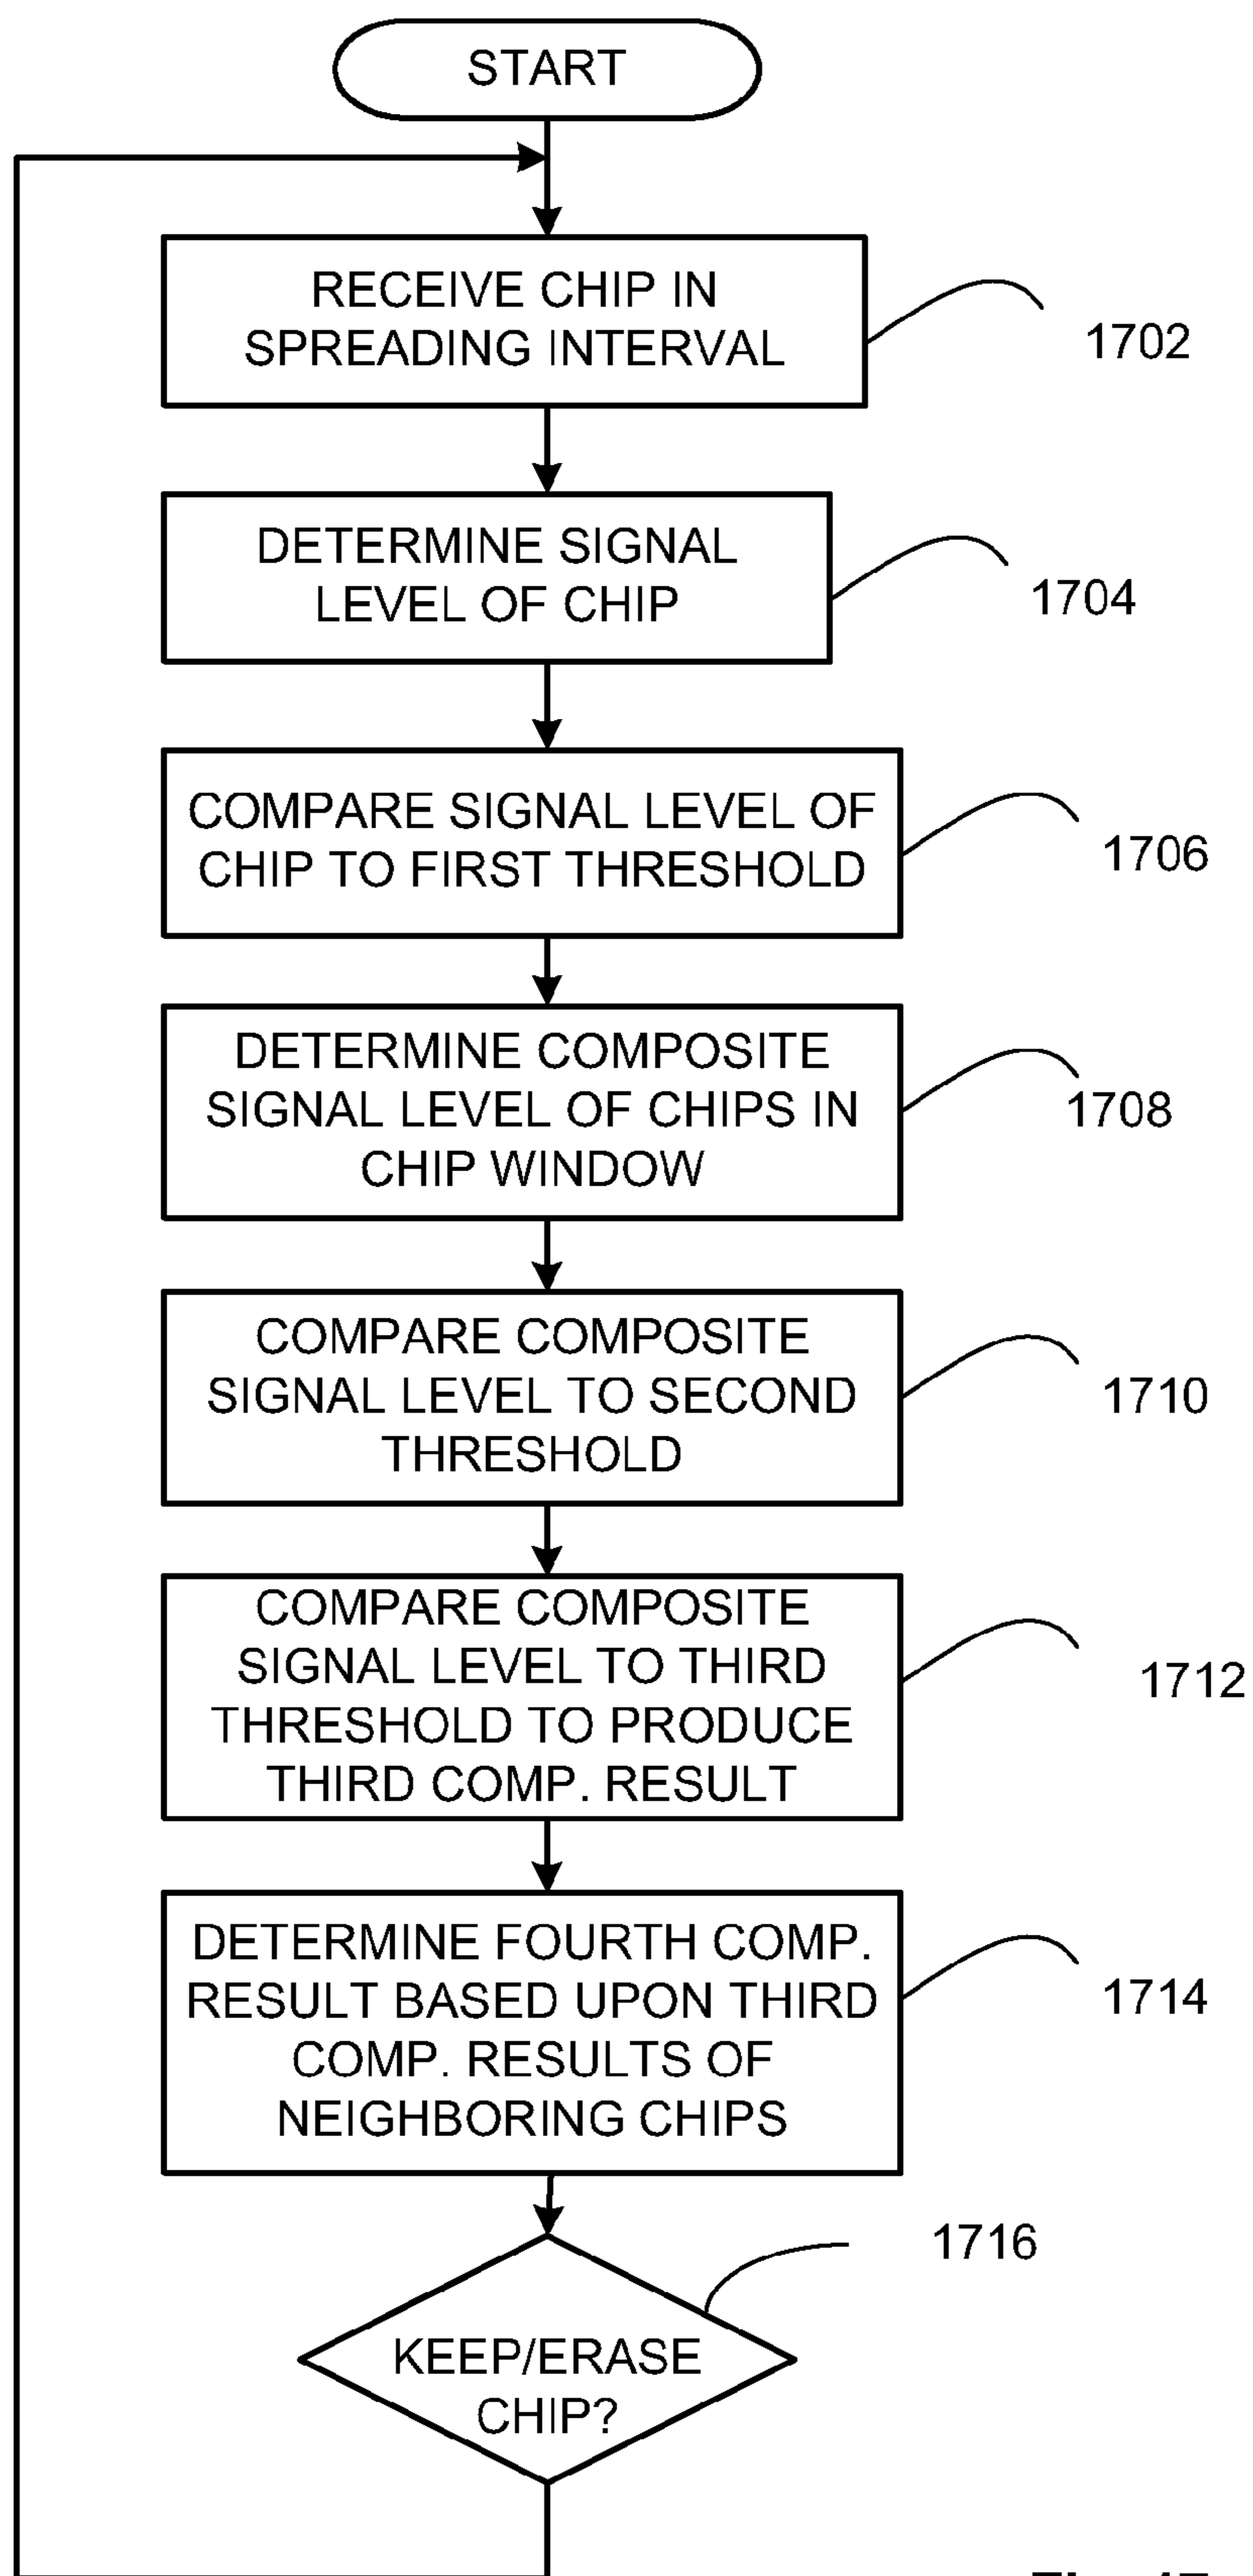 START
RECEIVE CHIP IN
SPREADING INTERVAL
1702
DETERMINE SIGNAL
LEVEL OF CHIP
1704
COMPARE SIGNAL LEVEL OF
CHIP TO FIRST THRESHOLD
1706
DETERMINE COMPOSITE
SIGNAL LEVEL OF CHIPS IN
CHIP WINDOW
1708
COMPARE COMPOSITE
SIGNAL LEVEL TO SECOND
THRESHOLD
1710
COMPARE COMPOSITE
SIGNAL LEVEL TO THIRD
THRESHOLD TO PRODUCE
THIRD COMP. RESULT
1712
DETERMINE FOURTH COMP.
RESULT BASED UPON THIRD
COMP. RESULTS OF
NEIGHBORING CHIPS
1714
1716
KEEP/ERASE
CHIP?